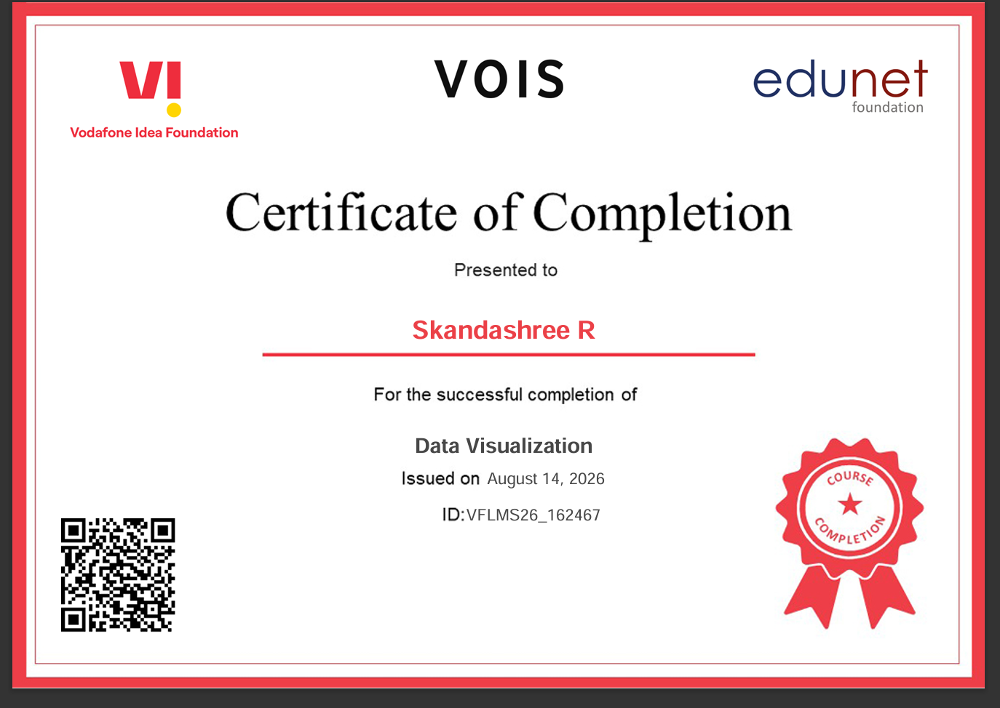 VI
Vodafone Idea Foundation
VOIS
edunet
foundation
Certificate of Completion
Presented to
Skandashree R
For the successful completion of
Data Visualization
Issued on August 14, 2026
ID:VFLMS26_162467
COURSE
COMPLETION